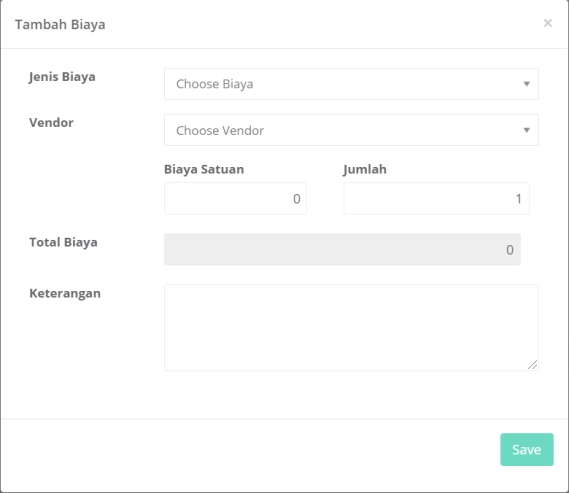 Tambah Biaya ×
Jenis Biaya Choose Biaya
Vendor Choose Vendor
Biaya Satuan Jumlah
0 1
Total Biaya 0
Keterangan
Save